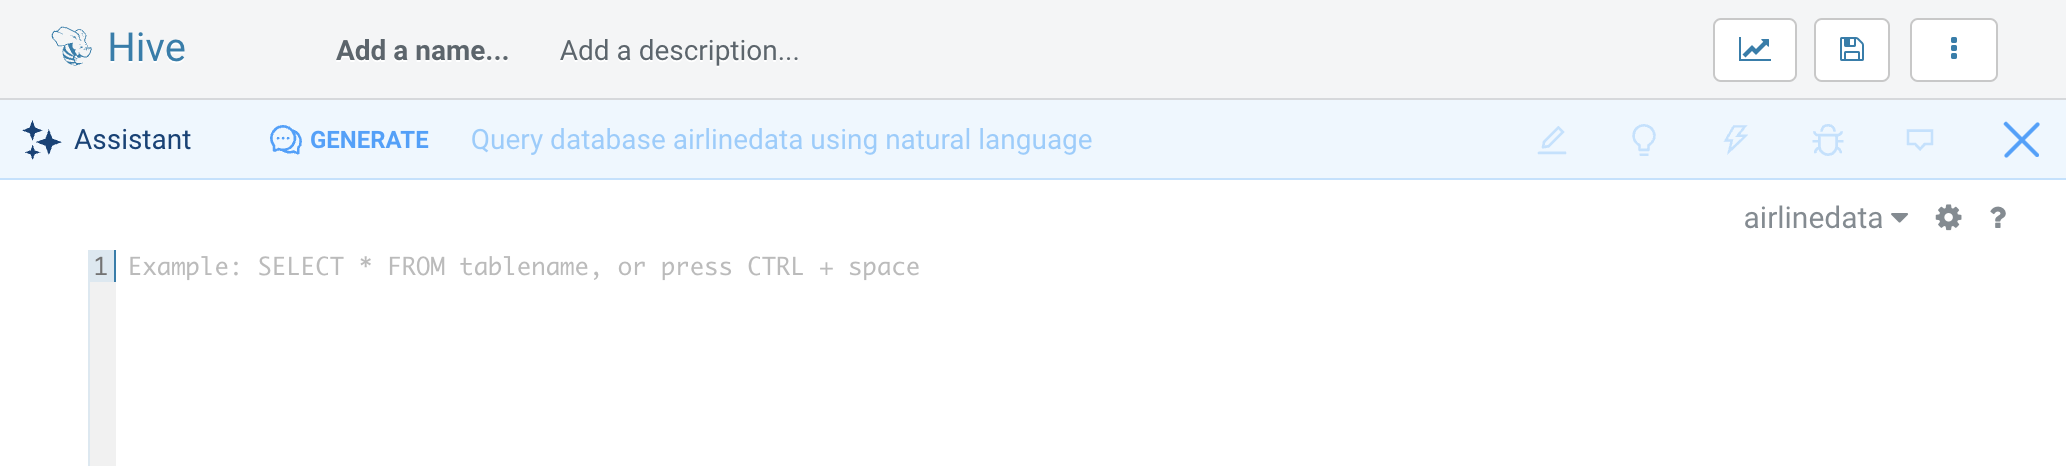 Hive Add a name... Add a description...
Assistant GENERATE Query database airlinedata using natural language
airlinedata ?
1 Example: SELECT * FROM tablename, or press CTRL + space